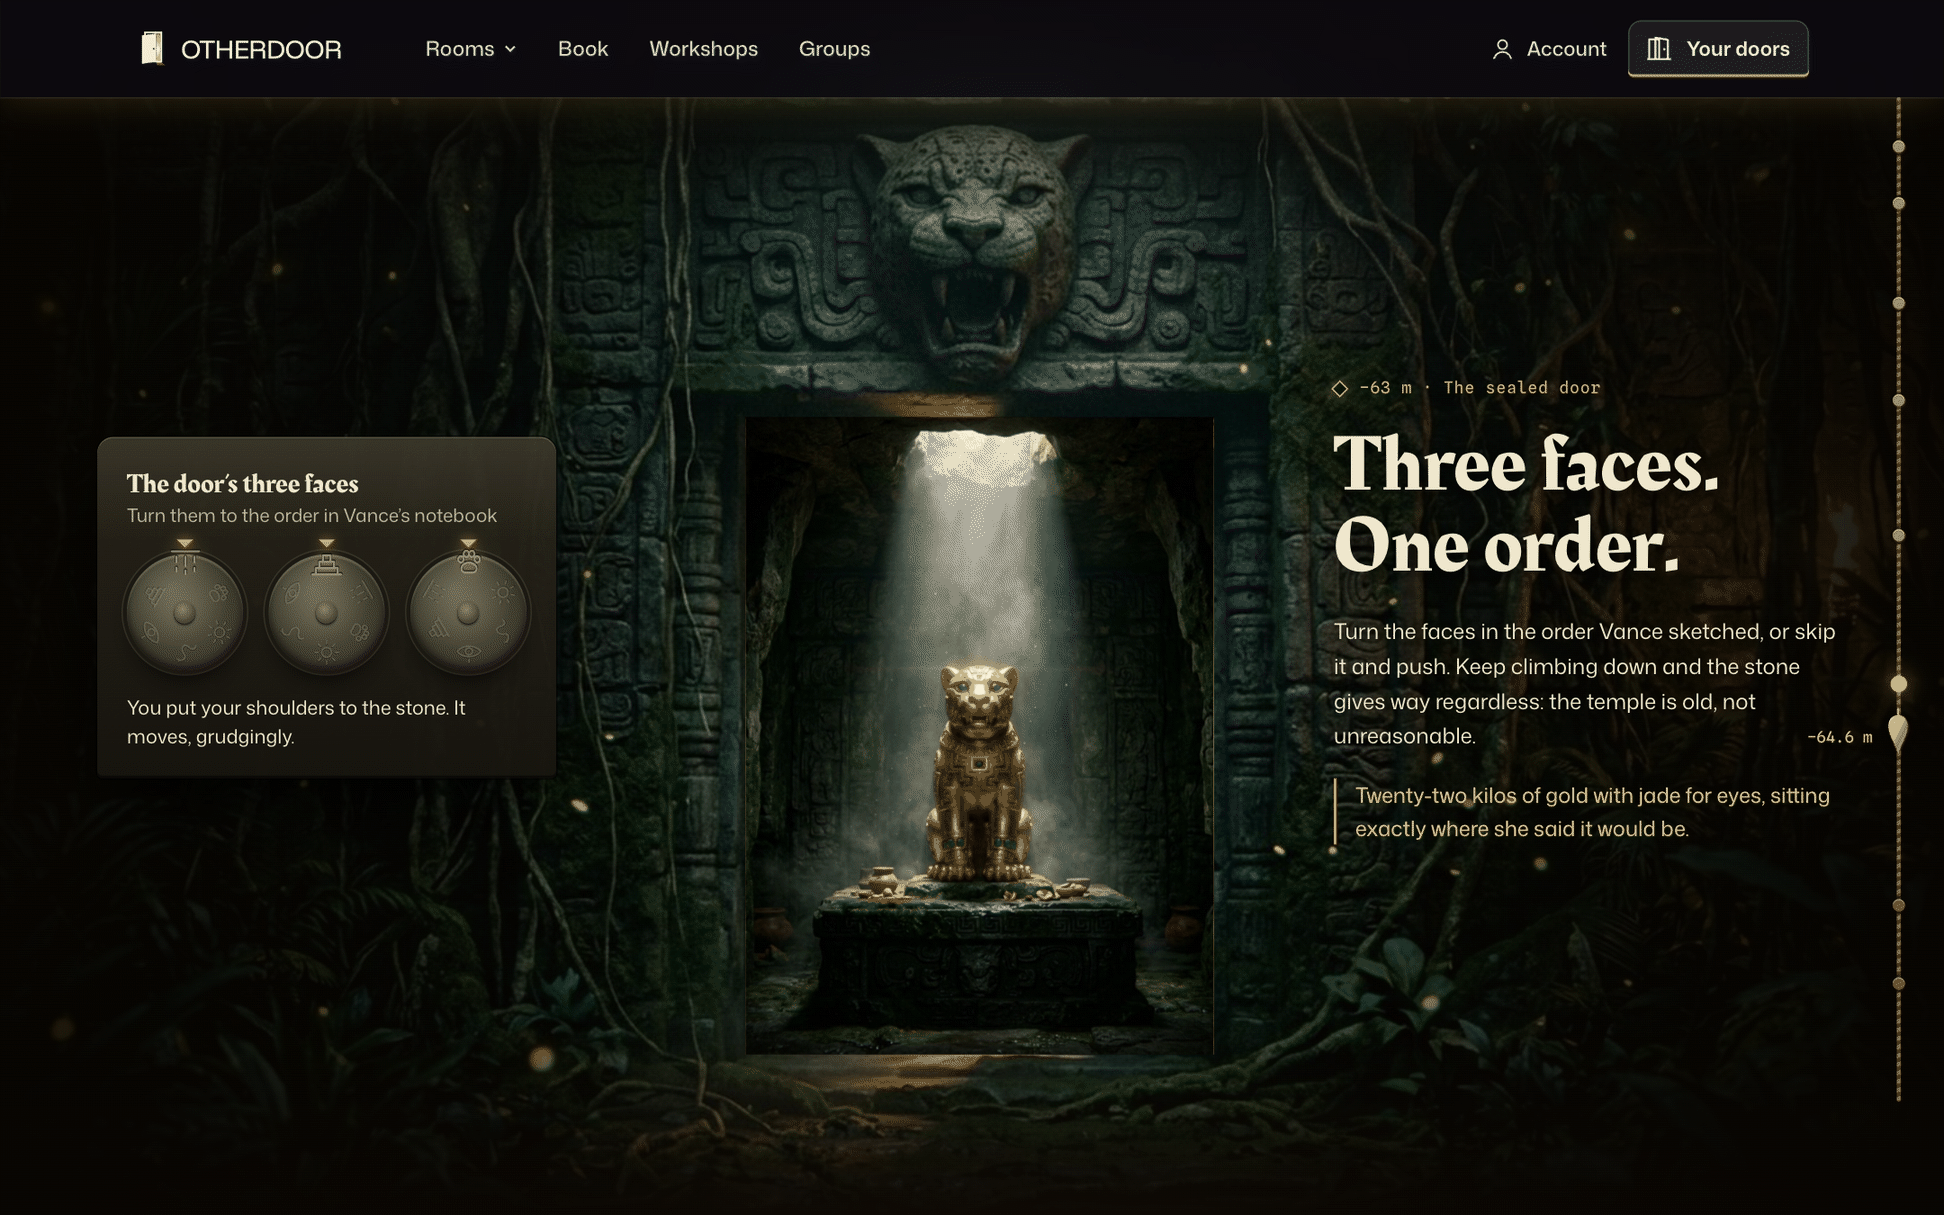 OTHERDOOR
Rooms
Book
Workshops
Groups
Account
Your doors
The door's three faces
Turn them to the order in Vance's notebook
You put your shoulders to the stone. It
moves, grudgingly.
−63 m · The sealed door
Three faces.
One order.
Turn the faces in the order Vance sketched, or skip
it and push. Keep climbing down and the stone
gives way regardless: the temple is old, not
unreasonable.
−64.6 m
Twenty-two kilos of gold with jade for eyes, sitting
exactly where she said it would be.